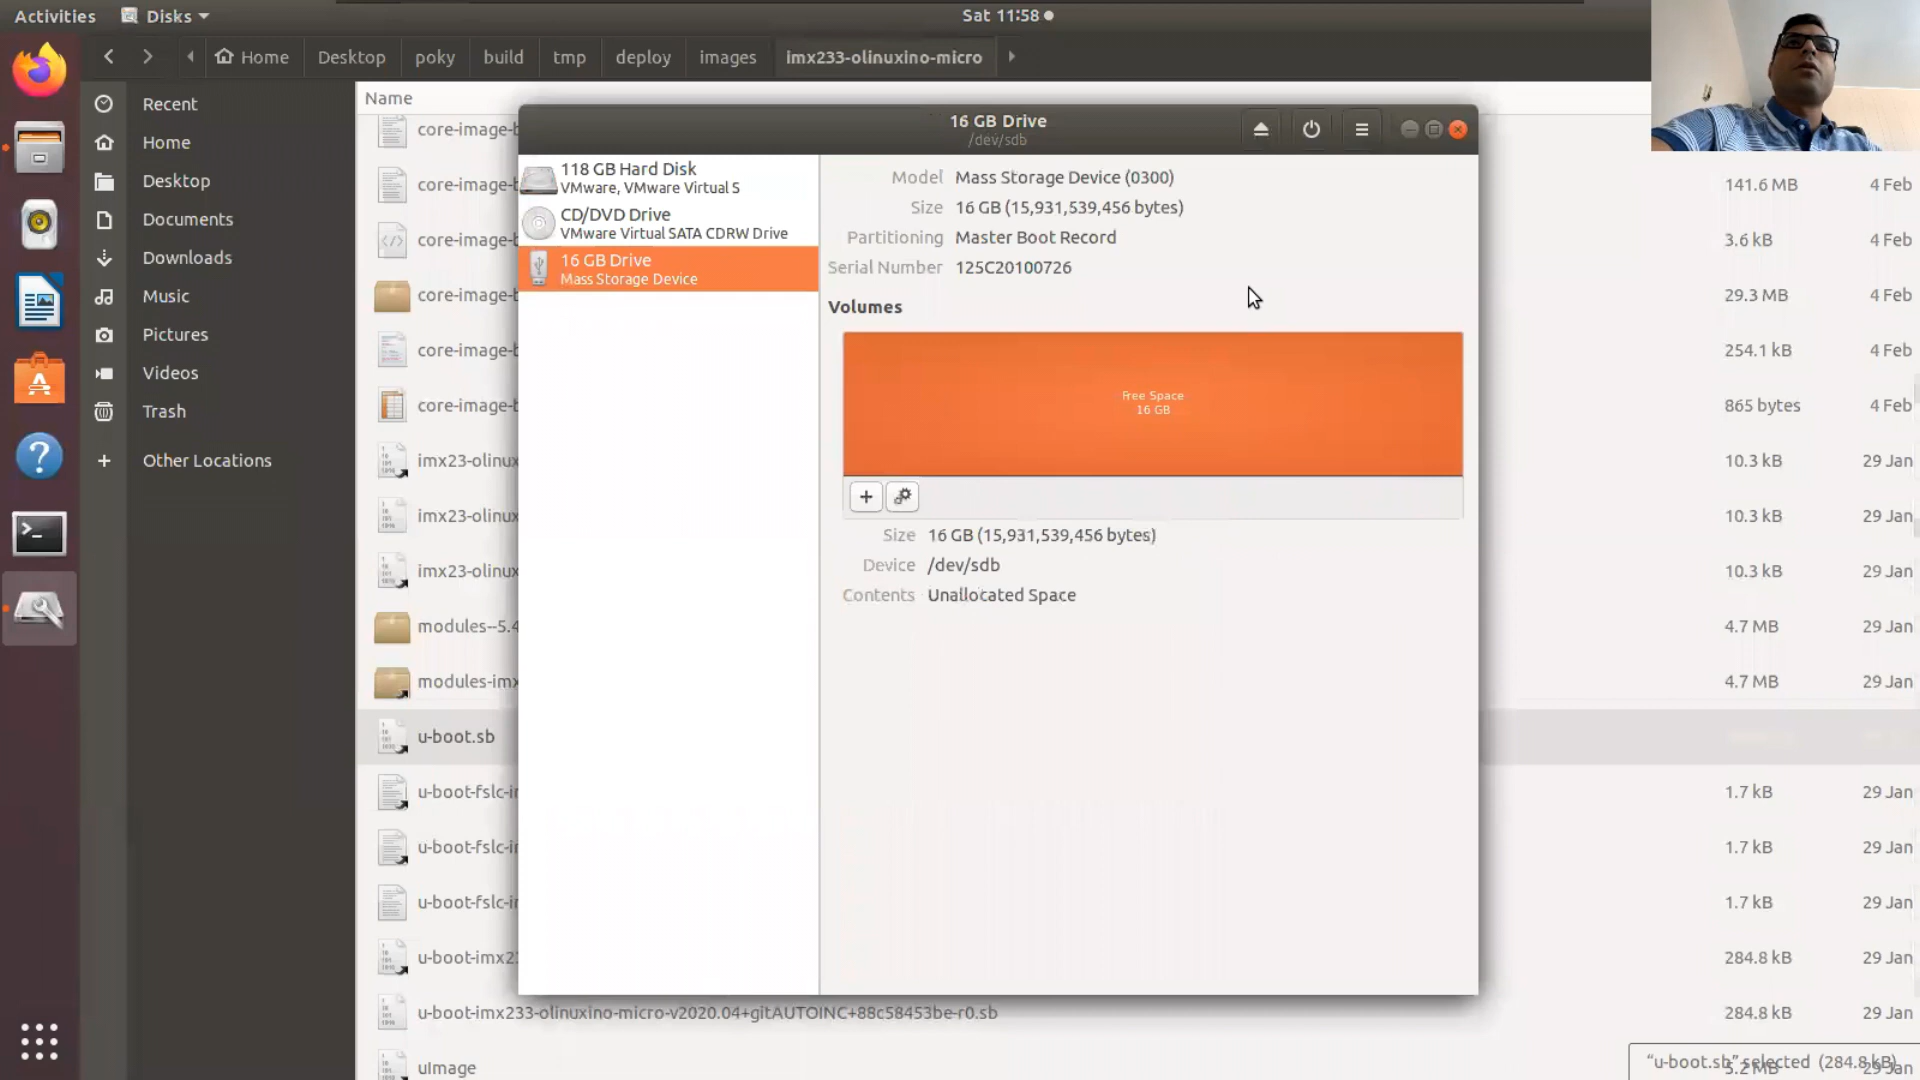 Activities
Disks
Sat 11:58
Home
Desktop
poky
build
tmp
deploy
images
imx233-olinuxino-micro
Recent
Home
Desktop
Documents
Downloads
Music
Pictures
Videos
Trash
Other Locations
Name
core-image-b
core-image-b
141.6 MB 4 Feb
core-image-b
3.6 kB 4 Feb
core-image-b
29.3 MB 4 Feb
core-image-b
254.1 kB 4 Feb
core-image-b
865 bytes 4 Feb
imx23-olinux
10.3 kB 29 Jan
imx23-olinux
10.3 kB 29 Jan
imx23-olinux
10.3 kB 29 Jan
modules--5.4
4.7 MB 29 Jan
modules-imx
4.7 MB 29 Jan
u-boot.sb
u-boot-fslc-i
1.7 kB 29 Jan
u-boot-fslc-i
1.7 kB 29 Jan
u-boot-fslc-i
1.7 kB 29 Jan
u-boot-imx23
284.8 kB 29 Jan
u-boot-imx233-olinuxino-micro-v2020.04+gitAUTOINC+88c58453be-r0.sb
284.8 kB 29 Jan
uImage
5.2 MB 29 Jan
"u-boot.sb" selected (284.8 kB)
16 GB Drive
/dev/sdb
118 GB Hard Disk
VMware, VMware Virtual S
CD/DVD Drive
VMware Virtual SATA CDRW Drive
16 GB Drive
Mass Storage Device
Model Mass Storage Device (0300)
Size 16 GB (15,931,539,456 bytes)
Partitioning Master Boot Record
Serial Number 125C20100726
Volumes
Free Space
16 GB
Size 16 GB (15,931,539,456 bytes)
Device /dev/sdb
Contents Unallocated Space